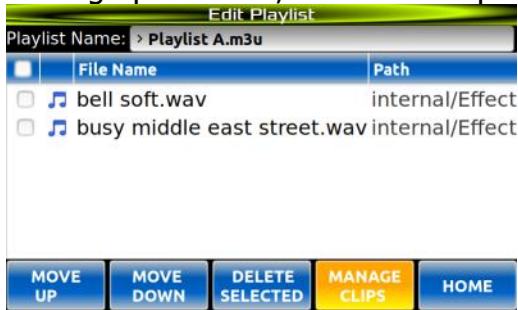 Edit Playlist
Playlist Name: > Playlist A.m3u
File Name Path
bell soft.wav internal/Effect
busy middle east street.wav internal/Effect
MOVE UP MOVE DOWN DELETE SELECTED MANAGE CLIPS HOME